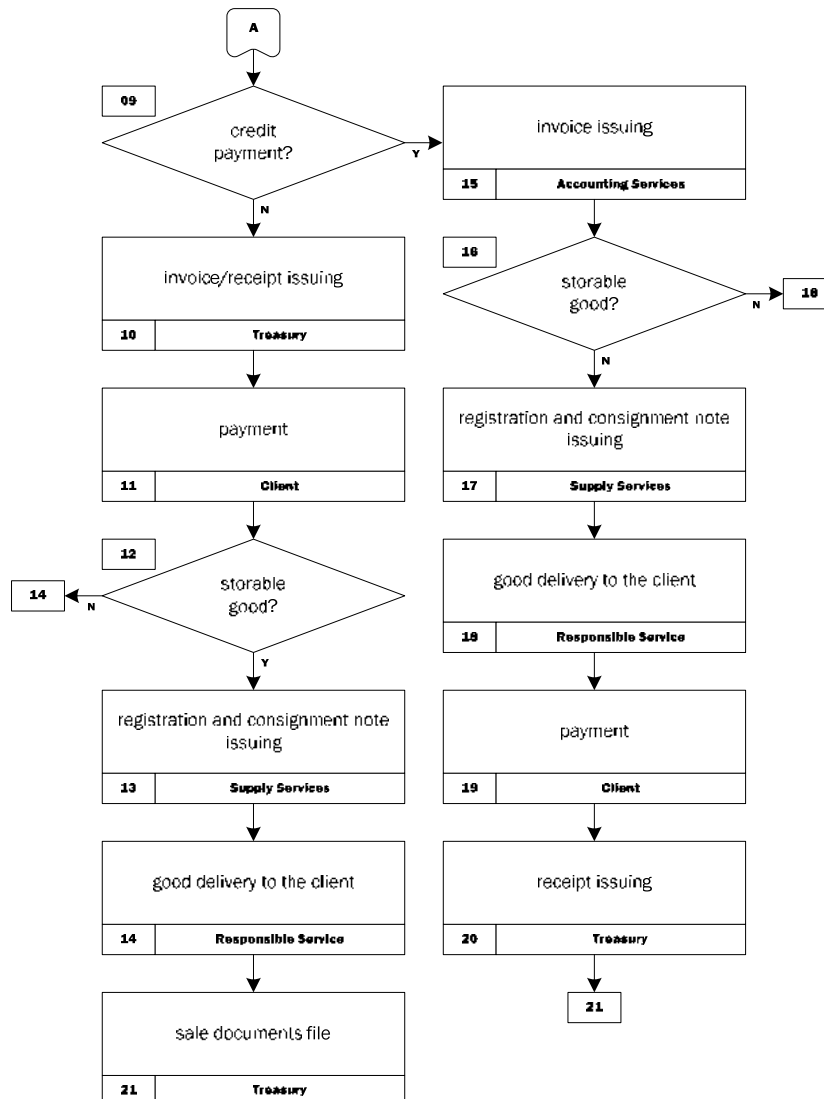 A
09
credit
payment?
Y
N
invoice issuing
15
Accounting Services
invoice/receipt issuing
10
Treasury
16
storable
good?
N
18
N
payment
11
Client
registration and consignment note
issuing
17
Supply Services
12
storable
good?
14
N
Y
good delivery to the client
18
Responsible Service
registration and consignment note
issuing
13
Supply Services
payment
19
Client
good delivery to the client
14
Responsible Service
receipt issuing
20
Treasury
21
sale documents file
21
Treasury